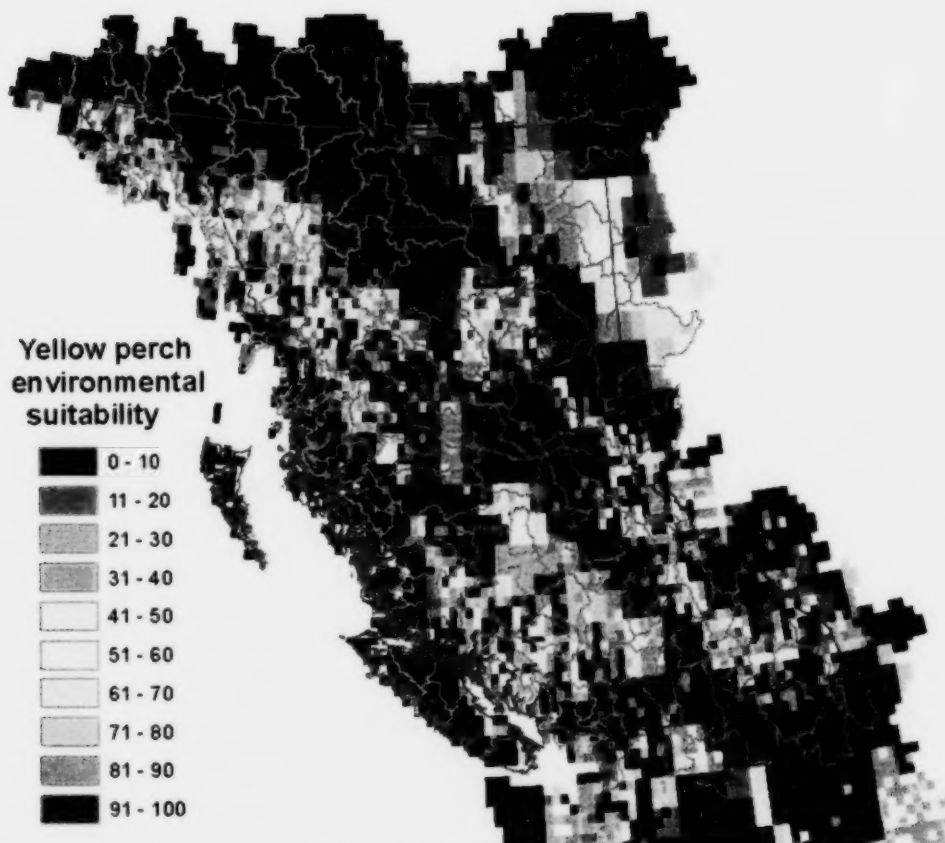 Yellow perch
environmental
suitability
0 - 10
11 - 20
21 - 30
31 - 40
41 - 50
51 - 60
61 - 70
71 - 80
81 - 90
91 - 100